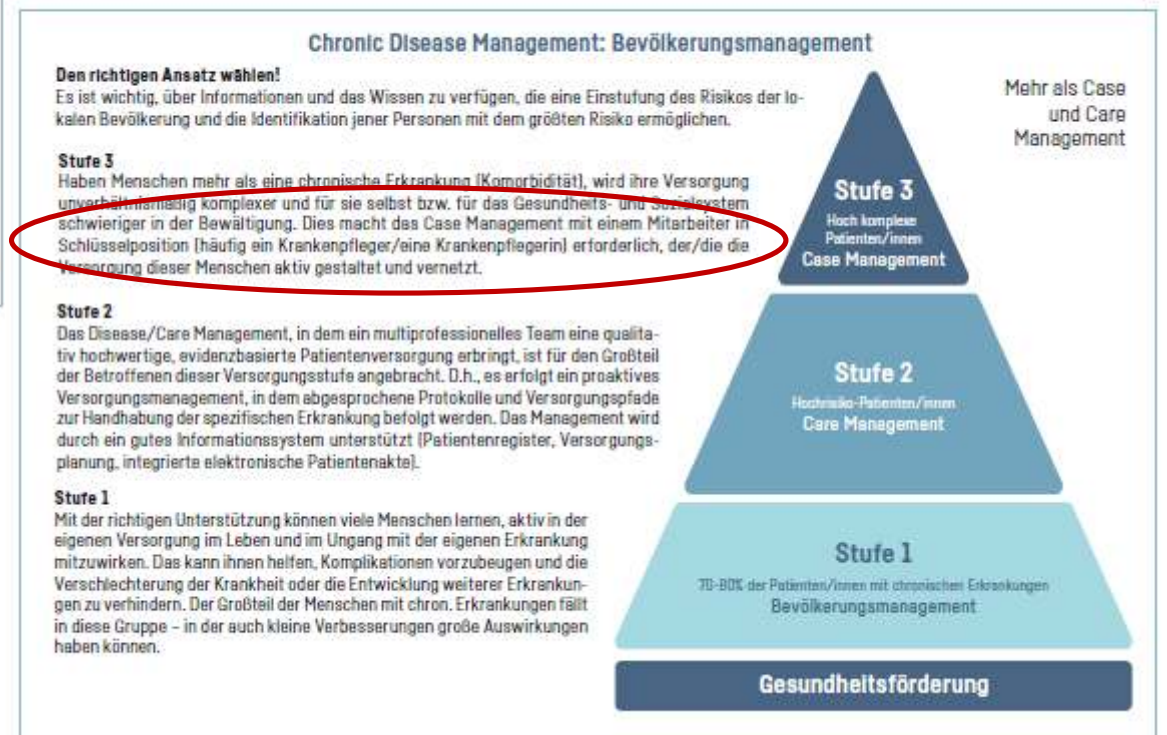 Chronic Disease Management: Bevölkerungsmanagement
Den richtigen Ansatz wählen!
Es ist wichtig, über Informationen und das Wissen zu verfügen, die eine Einstufung des Risikos der lo-
kalen Bevölkerung und die Identifikation jener Personen mit dem größten Risiko ermöglichen.
Stufe 3
Haben Menschen mehr als eine chronische Erkrankung (Komorbidität), wird ihre Versorgung
unverhältnismäßig komplexer und für sie selbst bzw. für das Gesundheits- und Sozialsystem
schwieriger in der Bewältigung. Dies macht das Case Management mit einem Mitarbeiter in
Schlüsselposition (häufig ein Krankenpfleger/eine Krankenpflegerin) erforderlich, der/die die
Versorgung dieser Menschen aktiv gestaltet und vernetzt.
Stufe 2
Das Disease/Care Management, in dem ein multiprofessionelles Team eine qualita-
tiv hochwertige, evidenzbasierte Patientenversorgung erbringt, ist für den Großteil
der Betroffenen dieser Versorgungsstufe angebracht. D.h., es erfolgt ein proaktives
Versorgungsmanagement, in dem abgesprochene Protokolle und Versorgungspfade
zur Handhabung der spezifischen Erkrankung befolgt werden. Das Management wird
durch ein gutes Informationssystem unterstützt (Patientenregister, Versorgungs-
planung, integrierte elektronische Patientenakte).
Stufe 1
Mit der richtigen Unterstützung können viele Menschen lernen, aktiv in der
eigenen Versorgung im Leben und im Ungang mit der eigenen Erkrankung
mitzuwirken. Das kann ihnen helfen, Komplikationen vorzubeugen und die
Verschlechterung der Krankheit oder die Entwicklung weiterer Erkrankun-
gen zu verhindern. Der Großteil der Menschen mit chron. Erkrankungen fällt
in diese Gruppe – in der auch kleine Verbesserungen große Auswirkungen
haben können.
Mehr als Case
und Care
Management
Stufe 3
Hoch komplexe
Patienten/innen
Case Management
Stufe 2
Hochrisiko-Patienten/innen
Care Management
Stufe 1
70-80% der Patienten/innen mit chronischen Erkrankungen
Bevölkerungsmanagement
Gesundheitsförderung